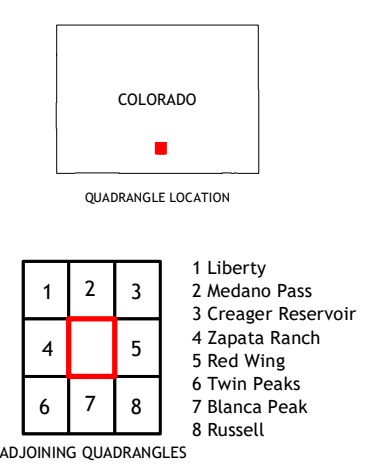 COLORADO
QUADRANGLE LOCATION
1 2 3
4 5
6 7 8
ADJOINING QUADRANGLES
1 Liberty
2 Medano Pass
3 Creager Reservoir
4 Zapata Ranch
5 Red Wing
6 Twin Peaks
7 Blanca Peak
8 Russell